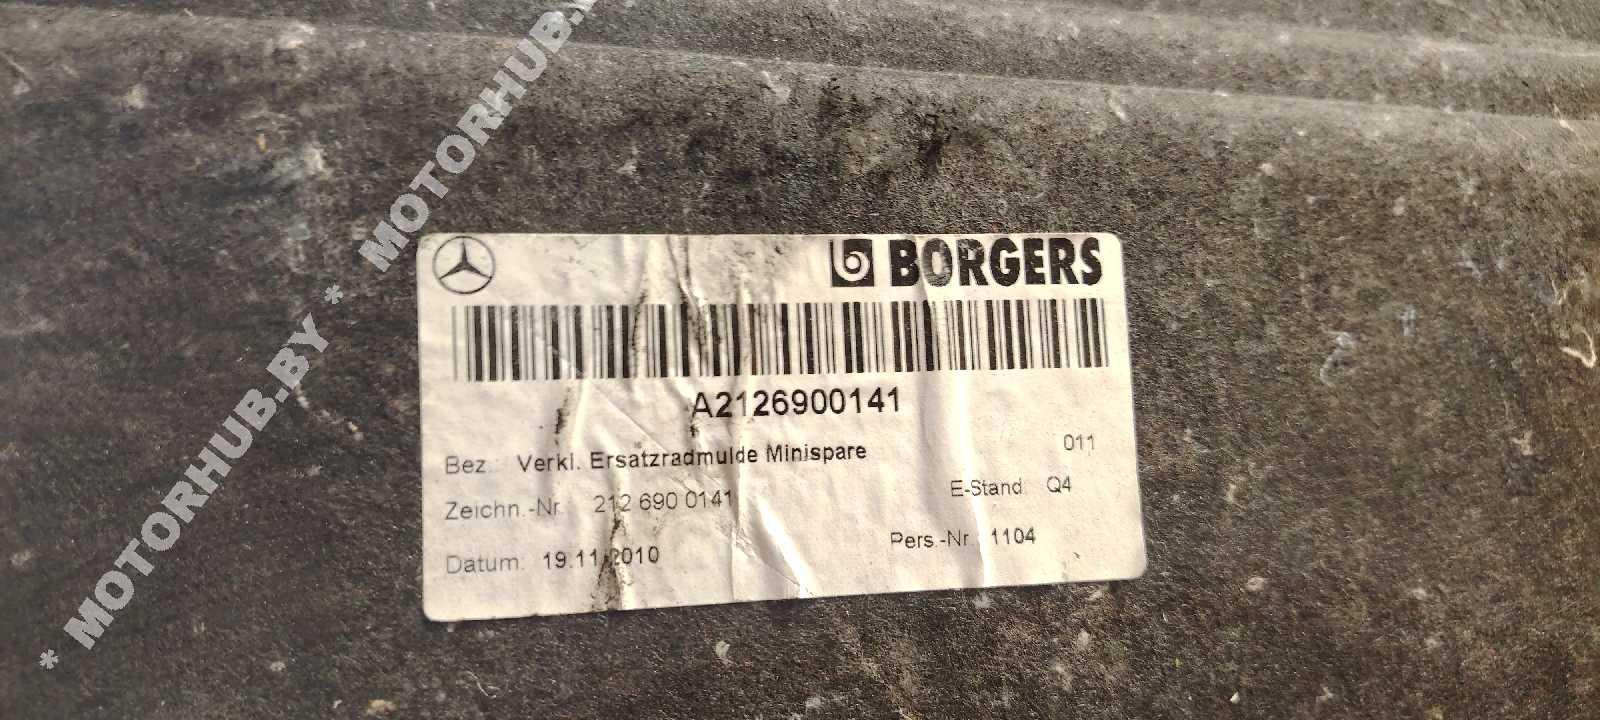 * MOTORHUB.BY * MOTORHUB.BY
BORGERS
A2126900141
Bez.: Verkl. Ersatzradmulde Minispare 011
Zeichn.-Nr. 212 690 0141 E-Stand: Q4
Datum: 19.11.2010 Pers.-Nr.: 1104